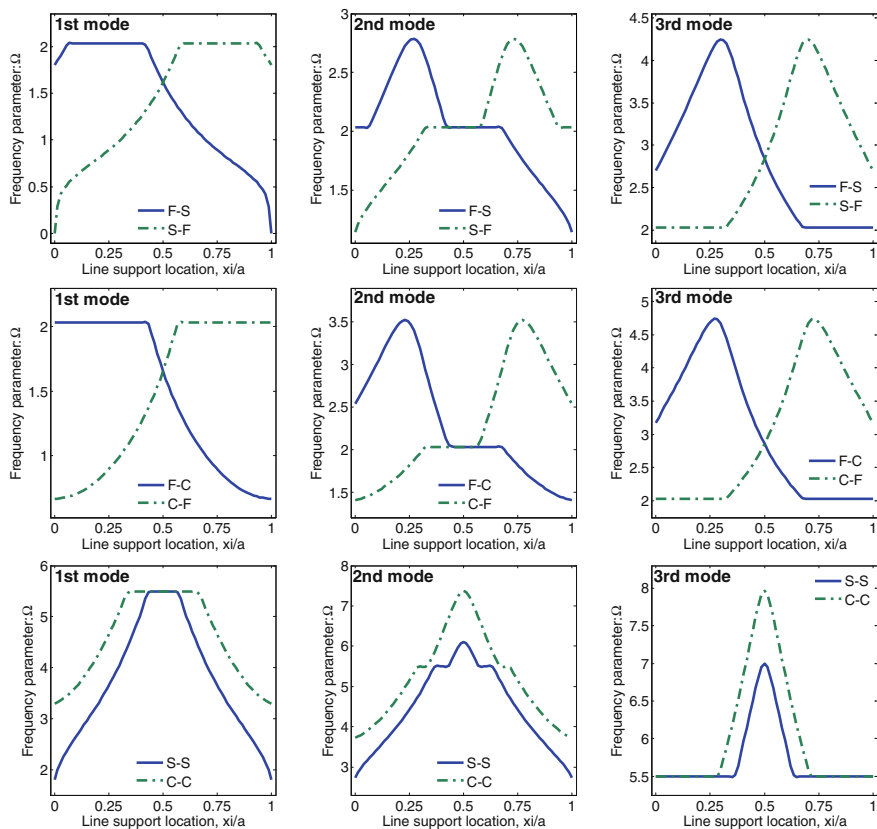 1st mode
Frequency parameter:Ω
2
1.5
1
0.5
0
F-S
S-F
0 0.25 0.5 0.75 1
Line support location, xi/a
2nd mode
Frequency parameter:Ω
3
2.5
2
1.5
F-S
S-F
0 0.25 0.5 0.75 1
Line support location, xi/a
3rd mode
Frequency parameter:Ω
4.5
4
3.5
3
2.5
2
F-S
S-F
0 0.25 0.5 0.75 1
Line support location, xi/a
1st mode
Frequency parameter:Ω
2
1.5
1
F-C
C-F
0 0.25 0.5 0.75 1
Line support location, xi/a
2nd mode
Frequency parameter:Ω
3.5
3
2.5
2
1.5
F-C
C-F
0 0.25 0.5 0.75 1
Line support location, xi/a
3rd mode
Frequency parameter:Ω
5
4.5
4
3.5
3
2.5
2
F-C
C-F
0 0.25 0.5 0.75 1
Line support location, xi/a
1st mode
Frequency parameter:Ω
6
5
4
3
2
S-S
C-C
0 0.25 0.5 0.75 1
Line support location, xi/a
2nd mode
Frequency parameter:Ω
8
7
6
5
4
3
S-S
C-C
0 0.25 0.5 0.75 1
Line support location, xi/a
3rd mode
Frequency parameter:Ω
8
7.5
7
6.5
6
5.5
S-S
C-C
0 0.25 0.5 0.75 1
Line support location, xi/a